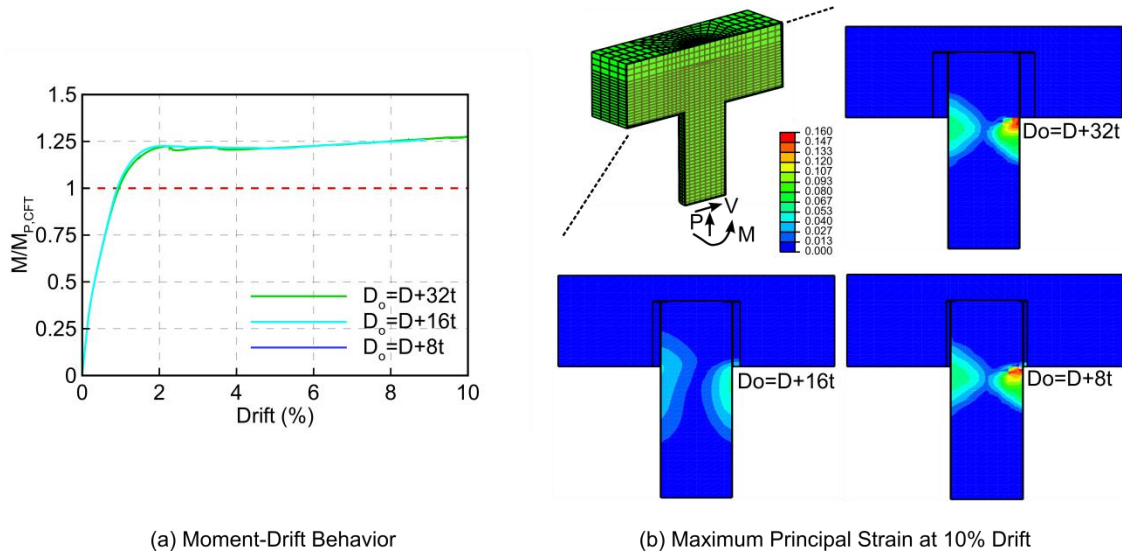 1.5
1.25
1
0.75
0.5
0.25
0
M/M_P,CFT
0 2 4 6 8 10
Drift (%)
D_o=D+32t
D_o=D+16t
D_o=D+8t
(a) Moment-Drift Behavior
P V
M
0.160
0.147
0.133
0.120
0.107
0.093
0.080
0.067
0.053
0.040
0.027
0.013
0.000
Do=D+32t
Do=D+16t
Do=D+8t
(b) Maximum Principal Strain at 10% Drift